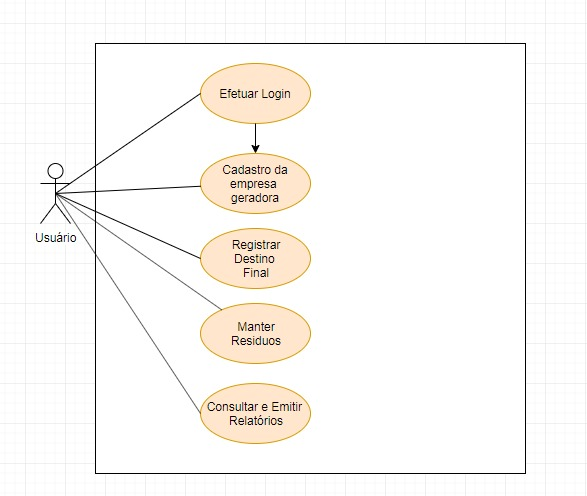 Efetuar Login
Cadastro da
empresa
geradora
Usuário
Registrar
Destino
Final
Manter
Residuos
Consultar e Emitir
Relatórios